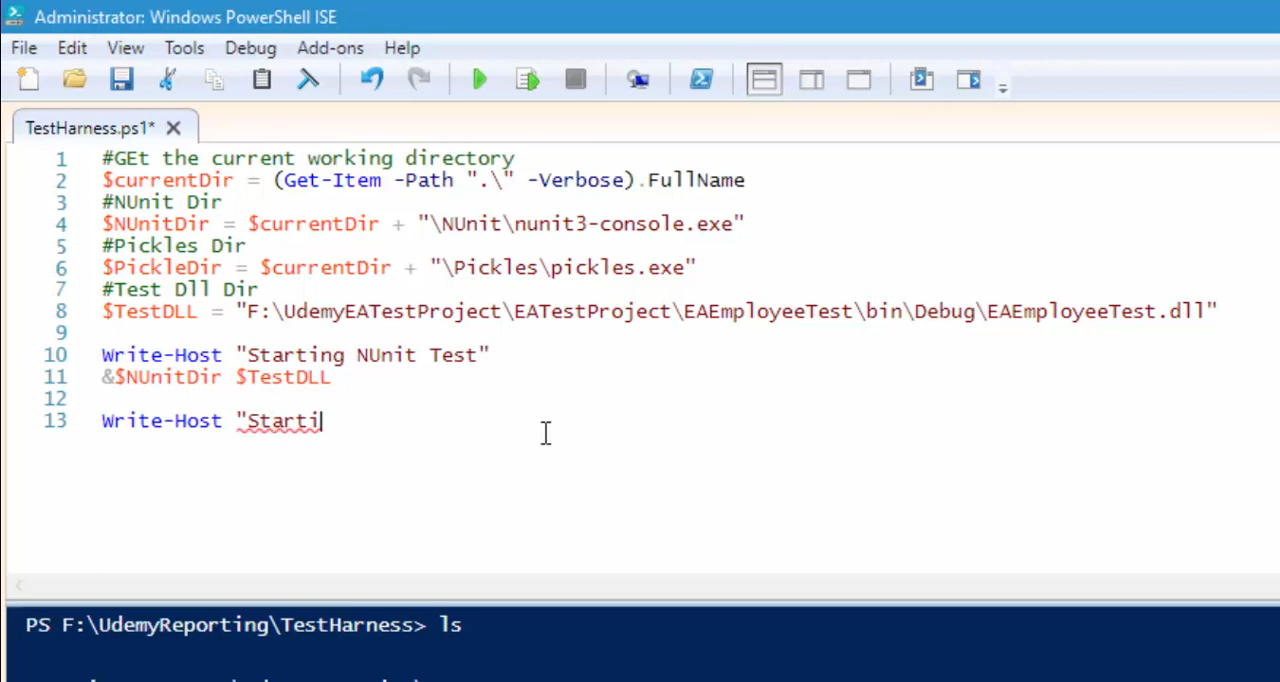 Administrator: Windows PowerShell ISE
File Edit View Tools Debug Add-ons Help
TestHarness.ps1*
1 #GEt the current working directory
2 $currentDir = (Get-Item -Path ".\" -Verbose).FullName
3 #NUnit Dir
4 $NUnitDir = $currentDir + "\NUnit\nunit3-console.exe"
5 #Pickles Dir
6 $PickleDir = $currentDir + "\Pickles\pickles.exe"
7 #Test Dll Dir
8 $TestDLL = "F:\UdemyEATestProject\EATestProject\EAEmployeeTest\bin\Debug\EAEmployeeTest.dll"
9
10 Write-Host "Starting NUnit Test"
11 &$NUnitDir $TestDLL
12
13 Write-Host "Starti
PS F:\UdemyReporting\TestHarness> ls